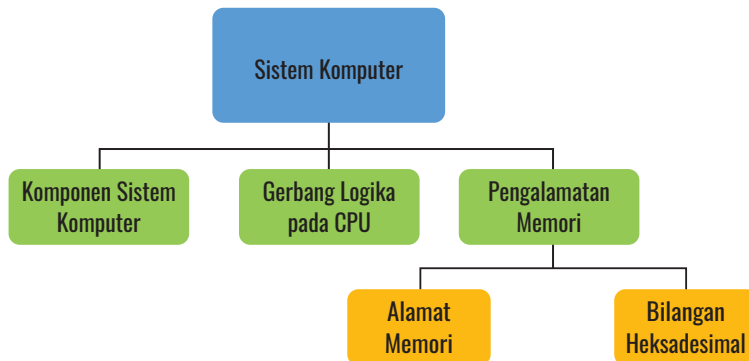 Sistem Komputer
Komponen Sistem
Komputer
Gerbang Logika
pada CPU
Pengalamatan
Memori
Alamat
Memori
Bilangan
Heksadesimal